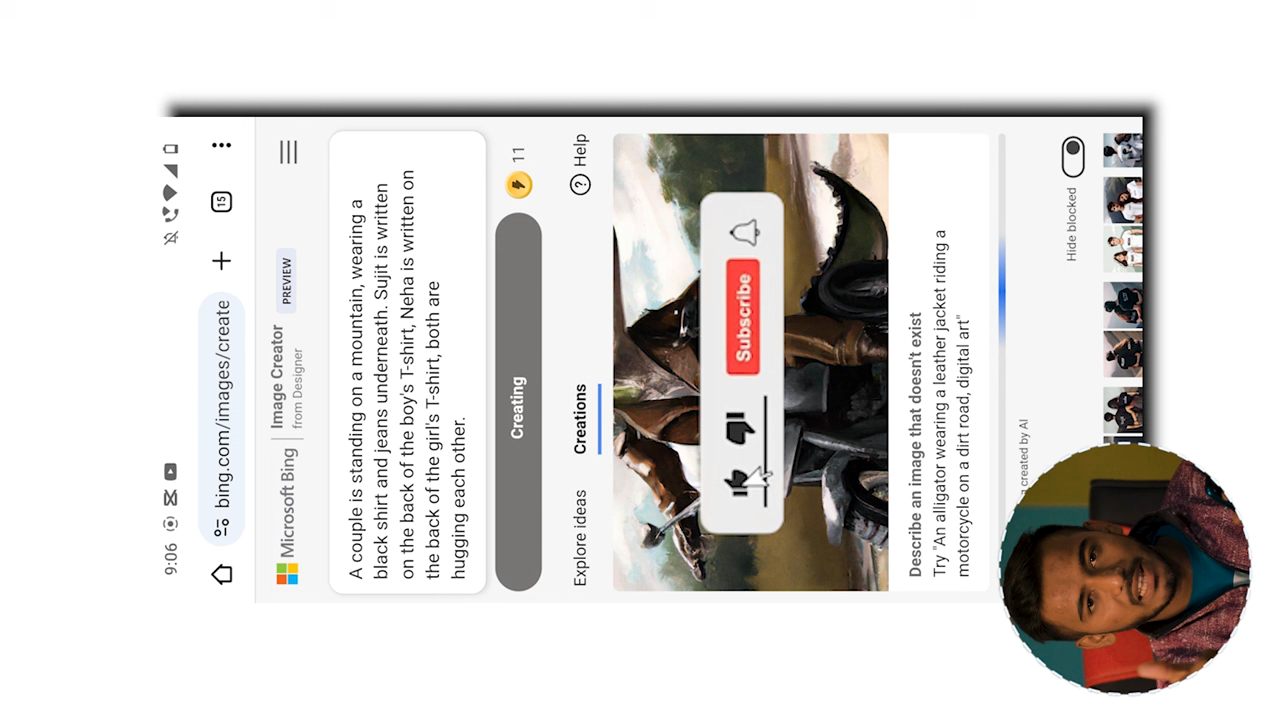 9:06
bing.com/images/create
15
Microsoft Bing
Image Creator
from Designer
PREVIEW
A couple is standing on a mountain, wearing a
black shirt and jeans underneath. Sujit is written
on the back of the boy's T-shirt, Neha is written on
the back of the girl's T-shirt, both are
hugging each other.
Creating
11
Explore ideas
Creations
Help
Subscribe
Describe an image that doesn't exist
Try "An alligator wearing a leather jacket riding a
motorcycle on a dirt road, digital art"
created by AI
Hide blocked